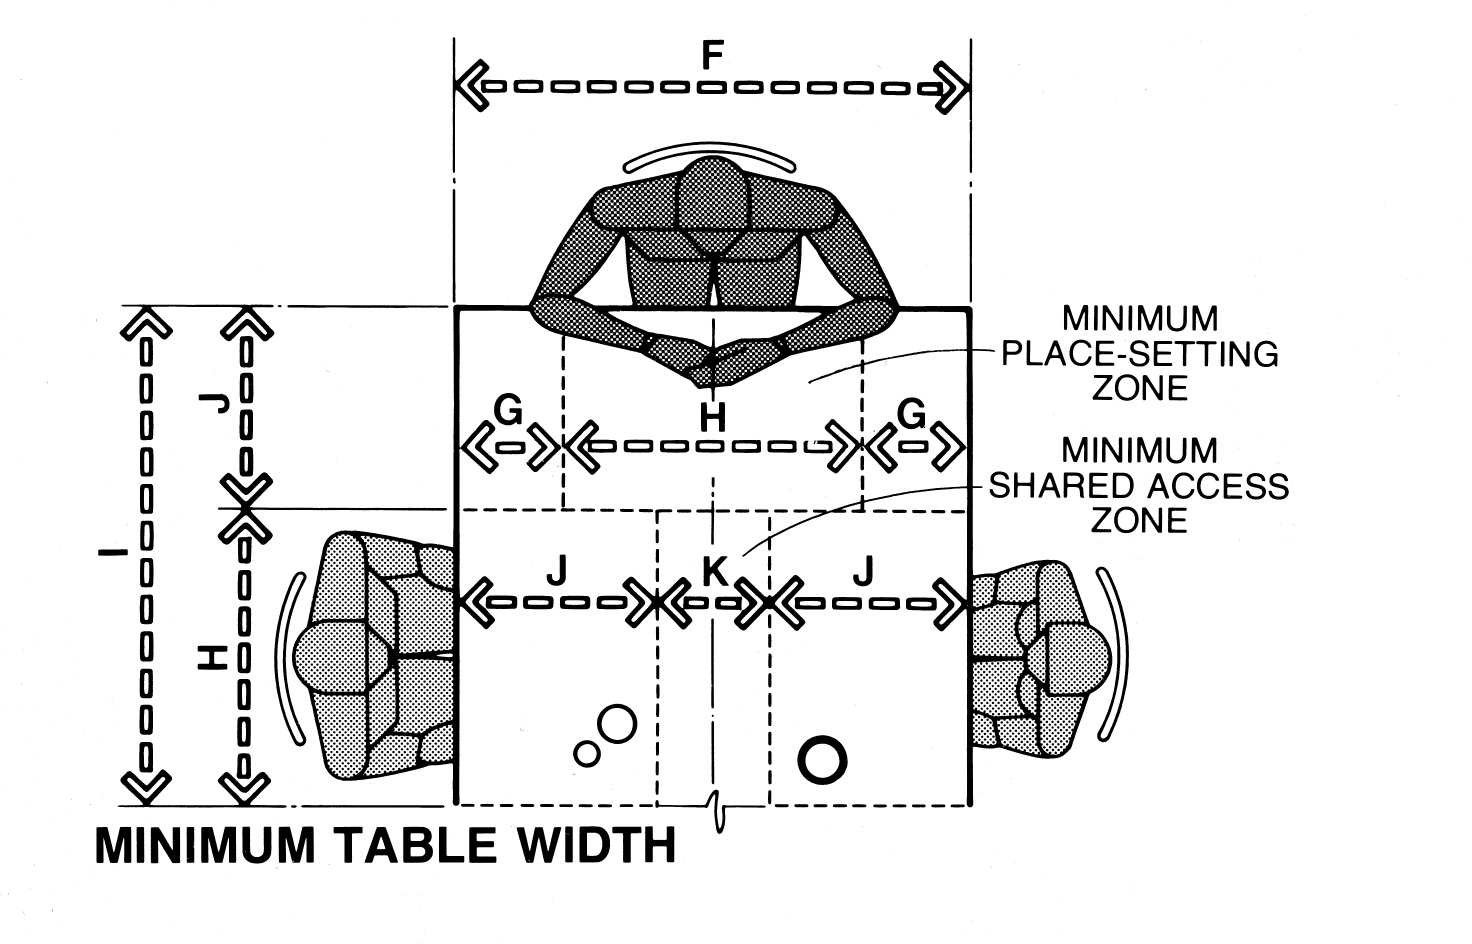 F
MINIMUM
PLACE-SETTING
ZONE
J
G
H
G
MINIMUM
SHARED ACCESS
ZONE
I
J
K
J
H
MINIMUM TABLE WIDTH